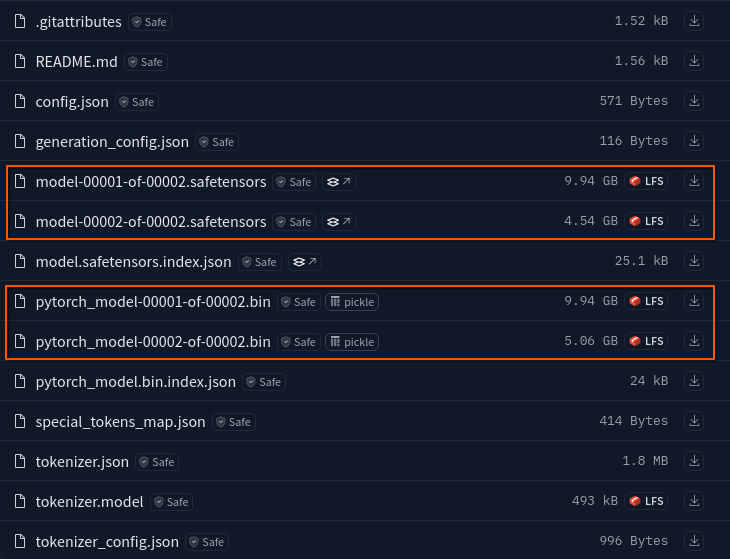 .gitattributes Safe 1.52 kB
README.md Safe 1.56 kB
config.json Safe 571 Bytes
generation_config.json Safe 116 Bytes
model-00001-of-00002.safetensors Safe 9.94 GB LFS
model-00002-of-00002.safetensors Safe 4.54 GB LFS
model.safetensors.index.json Safe 25.1 kB
pytorch_model-00001-of-00002.bin Safe pickle 9.94 GB LFS
pytorch_model-00002-of-00002.bin Safe pickle 5.06 GB LFS
pytorch_model.bin.index.json Safe 24 kB
special_tokens_map.json Safe 414 Bytes
tokenizer.json Safe 1.8 MB
tokenizer.model Safe 493 kB LFS
tokenizer_config.json Safe 996 Bytes